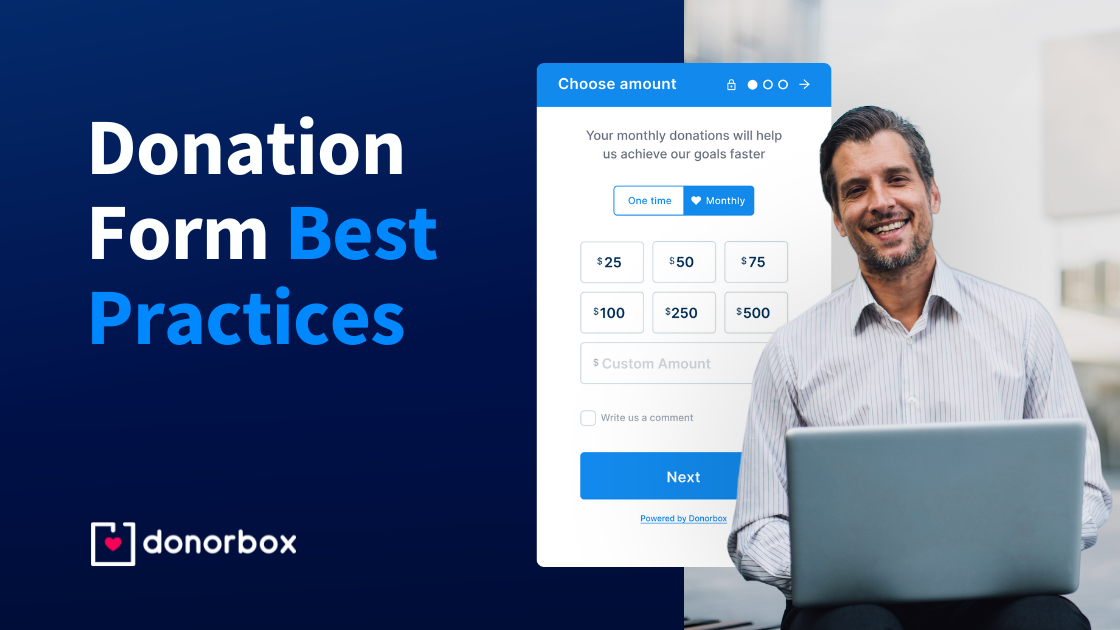 Donation
Form Best
Practices
donorbox
Choose amount
Your monthly donations will help
us achieve our goals faster
One time Monthly
$25 $50 $75
$100 $250 $500
$ Custom Amount
Write us a comment
Next
Powered by Donorbox